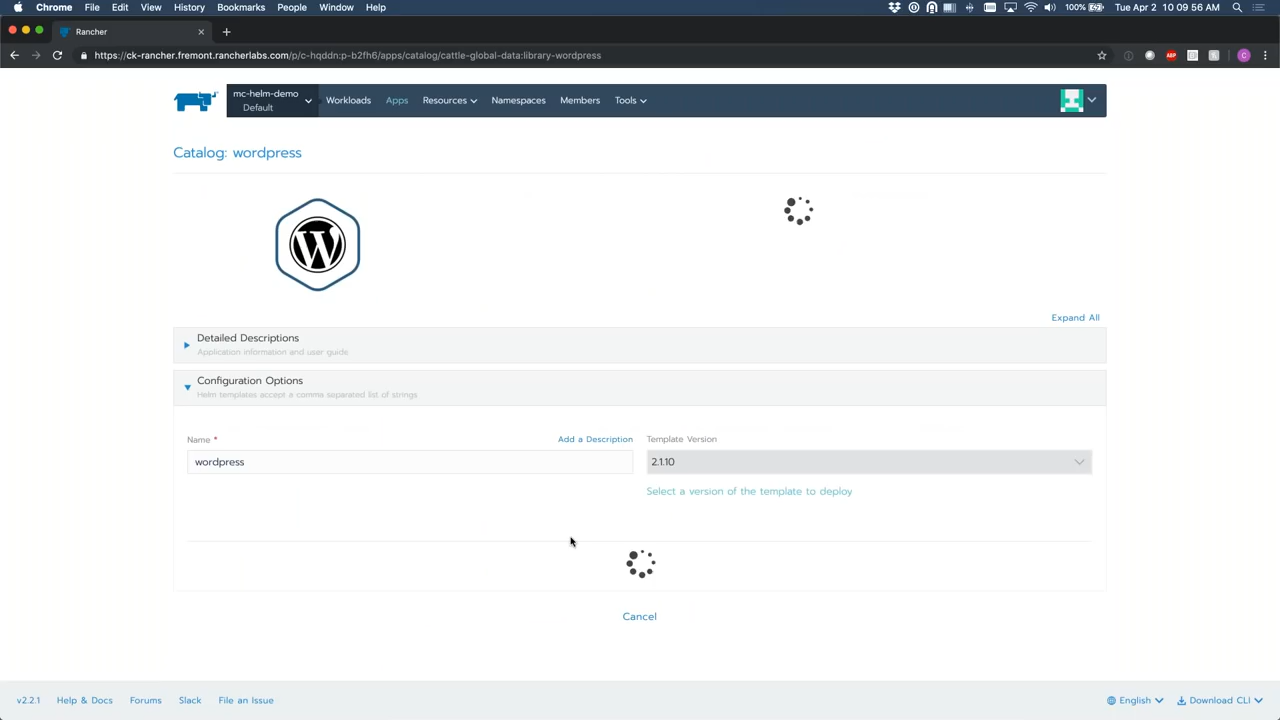 Chrome File Edit View History Bookmarks People Window Help 100% Tue Apr 2 10:09:56 AM
Rancher
https://ck-rancher.fremont.rancherlabs.com/p/c-hqddn:p-b2fh6/apps/catalog/cattle-global-data:library-wordpress
ABP C
mc-helm-demo
Default
Workloads Apps Resources Namespaces Members Tools
Catalog: wordpress
W
Expand All
Detailed Descriptions
Application information and user guide
Configuration Options
Helm templates accept a comma separated list of strings
Name * Add a Description Template Version
wordpress 2.1.10
Select a version of the template to deploy
Cancel
v2.2.1 Help & Docs Forums Slack File an Issue English Download CLI